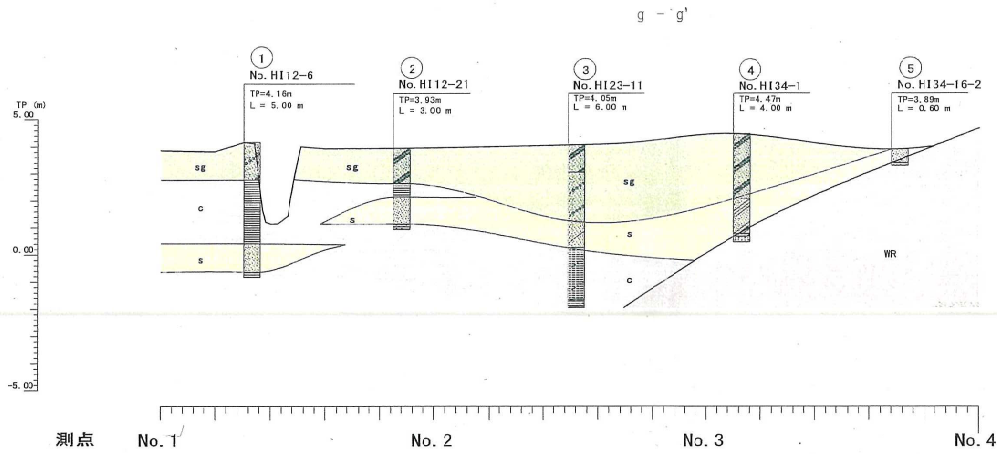 g - g'
1
No. HI12-6
TP=4.16m
L = 5.00 m
2
No. HI12-21
TP=3.93m
L = 3.00 m
3
No. HI23-11
TP=4.05m
L = 6.00 m
4
No. HI34-1
TP=4.47m
L = 4.00 m
5
No. HI34-16-2
TP=3.89m
L = 0.60 m
TP (m)
5.00
0.00
-5.00
sg
sg
sg
c
s
s
s
c
WR
測点
No. 1
No. 2
No. 3
No. 4